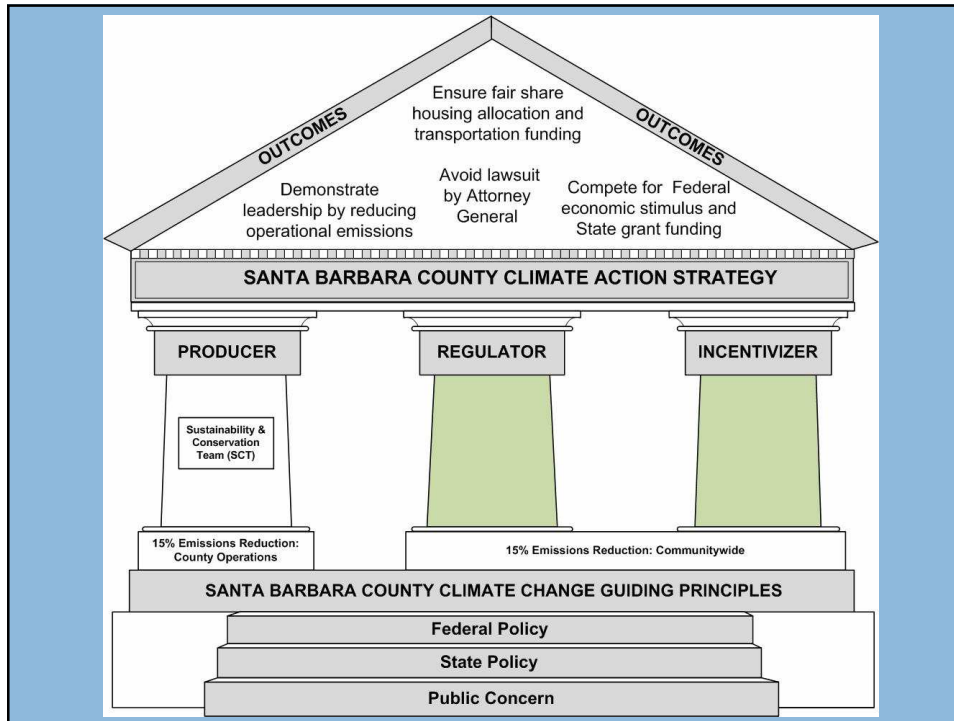 OUTCOMES
OUTCOMES
Ensure fair share
housing allocation and
transportation funding
Demonstrate
leadership by reducing
operational emissions
Avoid lawsuit
by Attorney
General
Compete for Federal
economic stimulus and
State grant funding
SANTA BARBARA COUNTY CLIMATE ACTION STRATEGY
PRODUCER
REGULATOR
INCENTIVIZER
Sustainability &
Conservation
Team (SCT)
15% Emissions Reduction:
County Operations
15% Emissions Reduction: Communitywide
SANTA BARBARA COUNTY CLIMATE CHANGE GUIDING PRINCIPLES
Federal Policy
State Policy
Public Concern